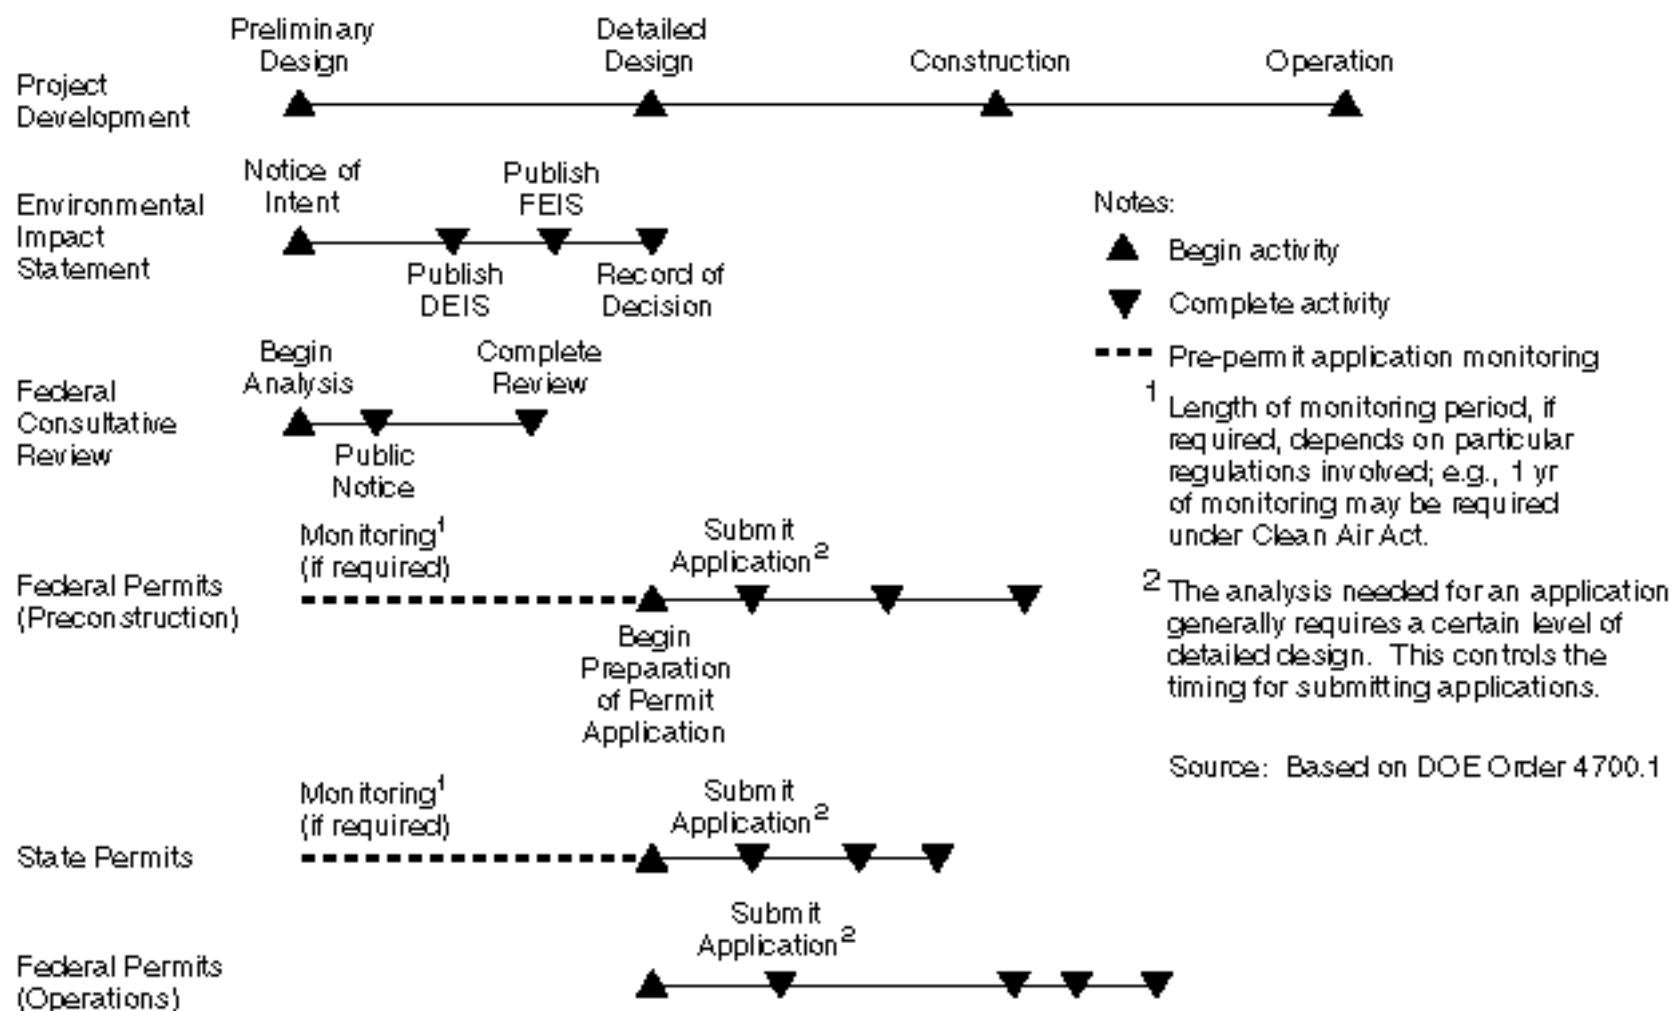 Preliminary
Design
Detailed
Design
Construction
Operation
Project
Development
Notice of
Intent
Publish
FEIS
Environmental
Impact
Statement
Publish
DEIS
Record of
Decision
Notes:
Begin activity
Complete activity
Pre-permit application monitoring
1 Length of monitoring period, if
required, depends on particular
regulations involved; e.g., 1 yr
of monitoring may be required
under Clean Air Act.
2 The analysis needed for an application
generally requires a certain level of
detailed design. This controls the
timing for submitting applications.
Source: Based on DOE Order 4700.1
Begin
Analysis
Complete
Review
Federal
Consultative
Review
Public
Notice
Monitoring1
(if required)
Submit
Application2
Federal Permits
(Preconstruction)
Begin
Preparation
of Permit
Application
Monitoring1
(if required)
Submit
Application2
State Permits
Submit
Application2
Federal Permits
(Operations)